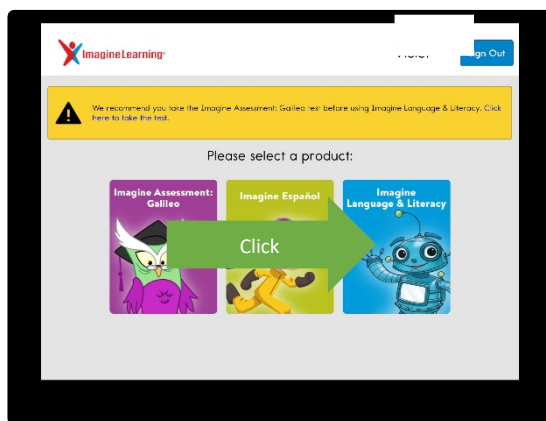 ImagineLearning
Sign Out
We recommend you take the Imagine Assessment: Galileo test before using Imagine Language & Literacy. Click
here to take the test.
Please select a product:
Imagine Assessment:
Galileo
Imagine Español
Imagine
Language & Literacy
Click